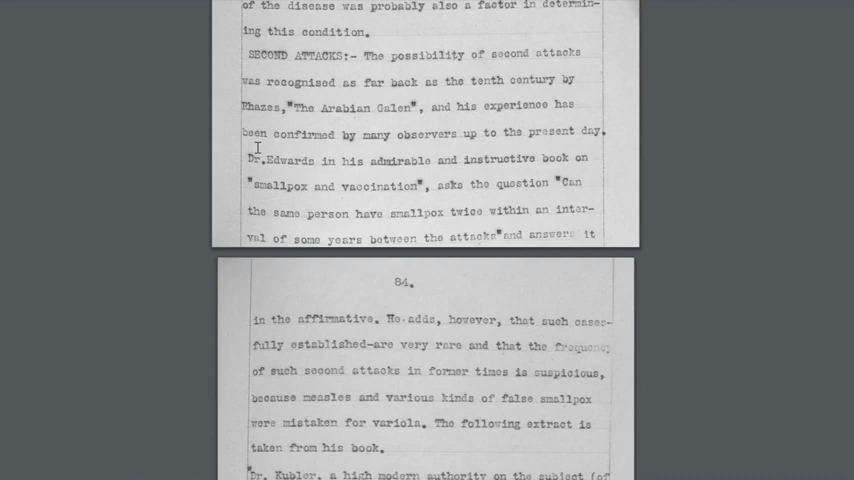 of the disease was probably also a factor in determin-
ing this condition.
SECOND ATTACKS:- The possibility of second attacks
was recognised as far back as the tenth century by
Rhazes,"The Arabian Galen", and his experience has
been confirmed by many observers up to the present day.
Dr.Edwards in his admirable and instructive book on
"smallpox and vaccination", asks the question "Can
the same person have smallpox twice within an inter-
val of some years between the attacks"and answers it
84.
in the affirmative. He adds, however, that such cases-
fully established-are very rare and that the frequency
of such second attacks in former times is suspicious,
because measles and various kinds of false smallpox
were mistaken for variola. The following extract is
taken from his book.
"Dr. Kubler, a high modern authority on the subject (of